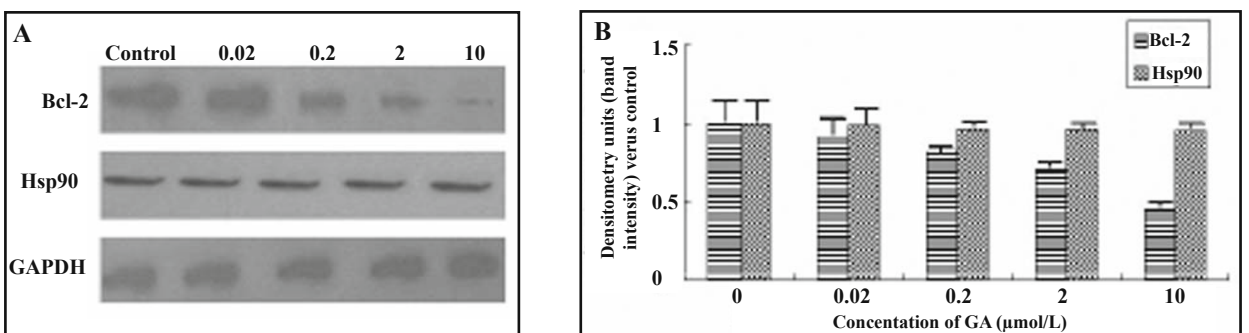 A
Control 0.02 0.2 2 10
Bcl-2
Hsp90
GAPDH
B
Densitometry units (band
intensity) verus control
1.5
1
0.5
0
Bcl-2
Hsp90
0 0.02 0.2 2 10
Concentation of GA (µmol/L)